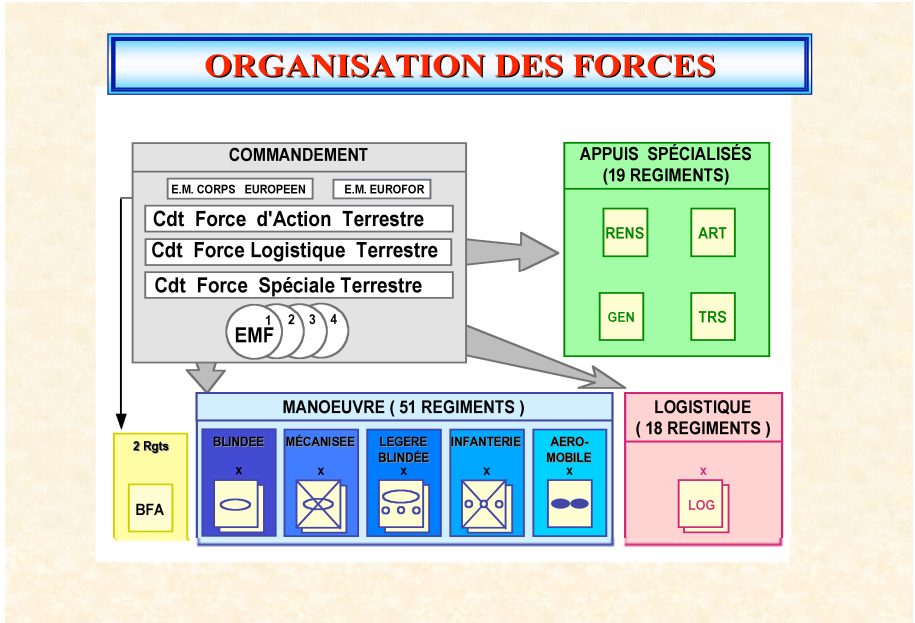 ORGANISATION DES FORCES
COMMANDEMENT
E.M. CORPS EUROPEEN
E.M. EUROFOR
Cdt Force d'Action Terrestre
Cdt Force Logistique Terrestre
Cdt Force Spéciale Terrestre
EMF 1 2 3 4
APPUIS SPÉCIALISÉS
(19 REGIMENTS)
RENS
ART
GEN
TRS
2 Rgts
BFA
MANOEUVRE ( 51 REGIMENTS )
BLINDÉE
x
MÉCANISEE
x
LEGERE
BLINDÉE
x
INFANTERIE
x
AERO-
MOBILE
x
LOGISTIQUE
( 18 REGIMENTS )
x
LOG